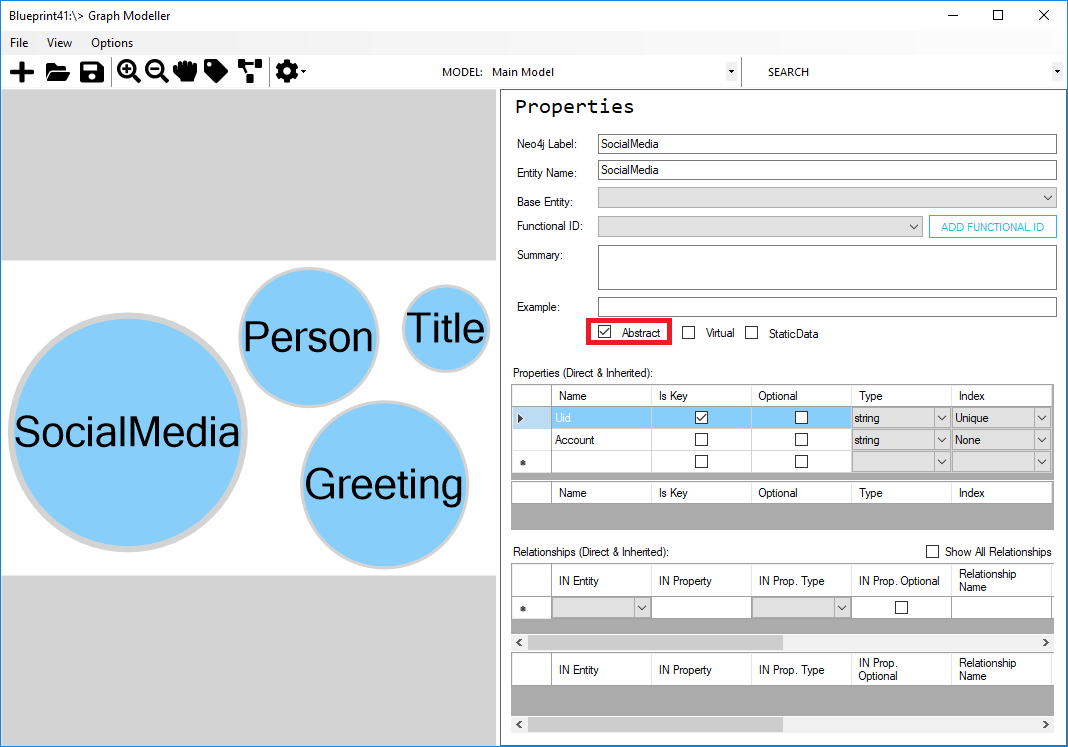 Blueprint41:\> Graph Modeller
File View Options
MODEL: Main Model SEARCH
SocialMedia
Person
Title
Greeting
Properties
Neo4j Label: SocialMedia
Entity Name: SocialMedia
Base Entity:
Functional ID: ADD FUNCTIONAL ID
Summary:
Example:
Abstract Virtual StaticData
Properties (Direct & Inherited):
Name Is Key Optional Type Index
Uid string Unique
Account string None
Name Is Key Optional Type Index
Relationships (Direct & Inherited): Show All Relationships
IN Entity IN Property IN Prop. Type IN Prop. Optional Relationship
Name
IN Entity IN Property IN Prop. Type IN Prop. Optional Relationship
Name